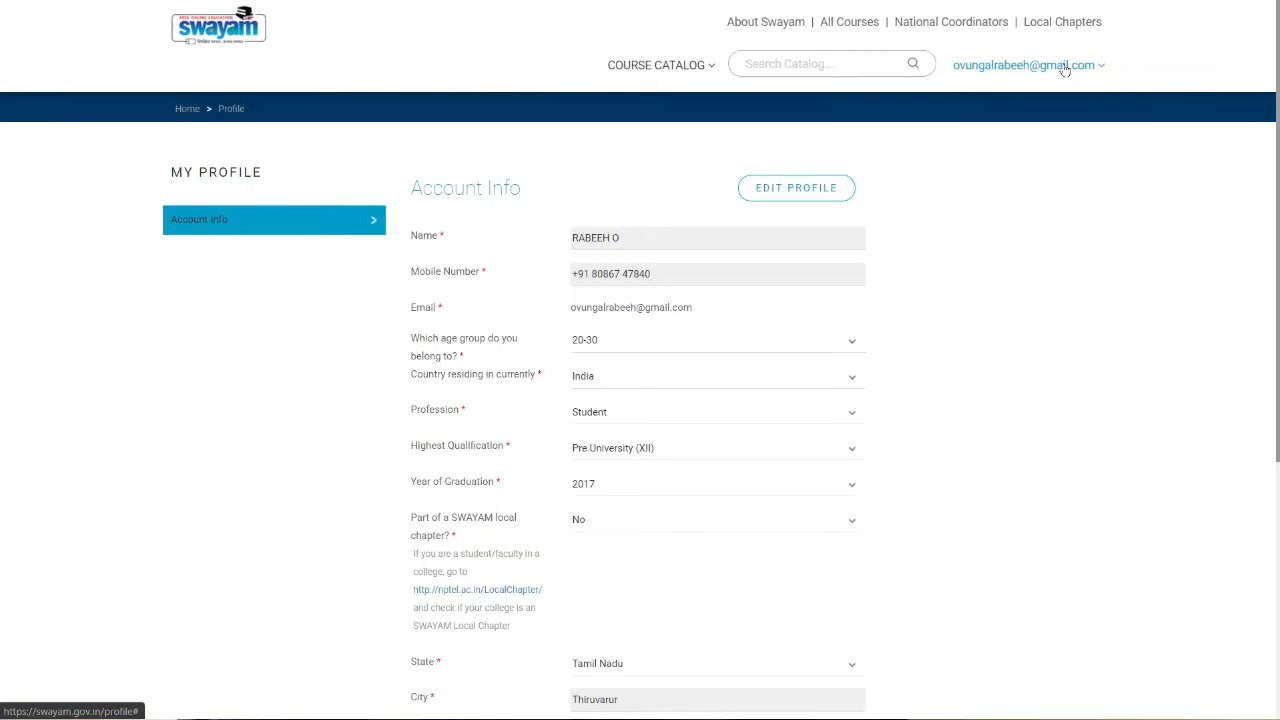 FREE ONLINE EDUCATION
swayam
About Swayam | All Courses | National Coordinators | Local Chapters
COURSE CATALOG
Search Catalog...
ovungalrabeeh@gmail.com
Home > Profile
MY PROFILE
Account Info
Account Info
EDIT PROFILE
Name *
RABEEH O
Mobile Number *
+91 80867 47840
Email *
ovungalrabeeh@gmail.com
Which age group do you
belong to? *
20-30
Country residing in currently *
India
Profession *
Student
Highest Qualification *
Pre University (XII)
Year of Graduation *
2017
Part of a SWAYAM local
chapter? *
No
If you are a student/faculty in a
college, go to
http://nptel.ac.in/LocalChapter/
and check if your college is an
SWAYAM Local Chapter
State *
Tamil Nadu
City *
Thiruvarur
https://swayam.gov.in/profile#